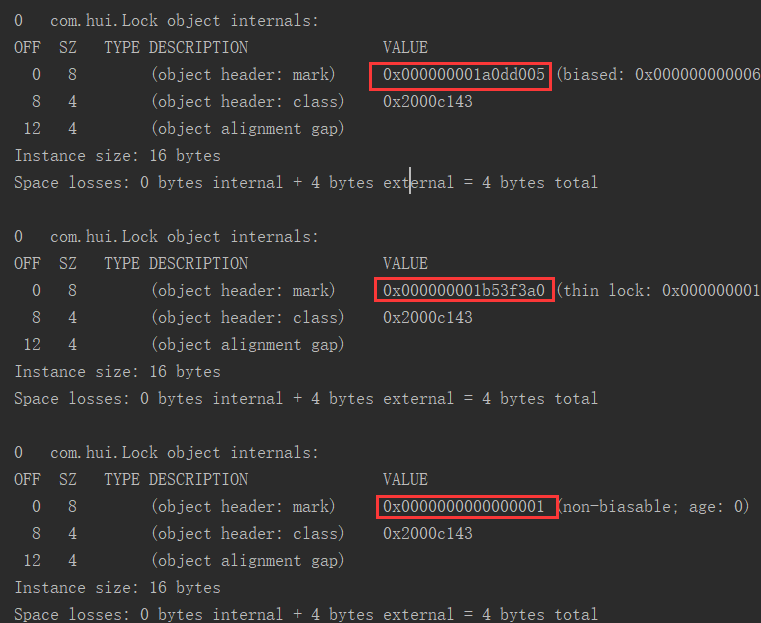 0 com.hui.Lock object internals:
OFF SZ TYPE DESCRIPTION VALUE
0 8 (object header: mark) 0x000000001a0dd005 (biased: 0x000000000006
8 4 (object header: class) 0x2000c143
12 4 (object alignment gap)
Instance size: 16 bytes
Space losses: 0 bytes internal + 4 bytes external = 4 bytes total
0 com.hui.Lock object internals:
OFF SZ TYPE DESCRIPTION VALUE
0 8 (object header: mark) 0x000000001b53f3a0 (thin lock: 0x000000001
8 4 (object header: class) 0x2000c143
12 4 (object alignment gap)
Instance size: 16 bytes
Space losses: 0 bytes internal + 4 bytes external = 4 bytes total
0 com.hui.Lock object internals:
OFF SZ TYPE DESCRIPTION VALUE
0 8 (object header: mark) 0x0000000000000001 (non-biasable; age: 0)
8 4 (object header: class) 0x2000c143
12 4 (object alignment gap)
Instance size: 16 bytes
Space losses: 0 bytes internal + 4 bytes external = 4 bytes total